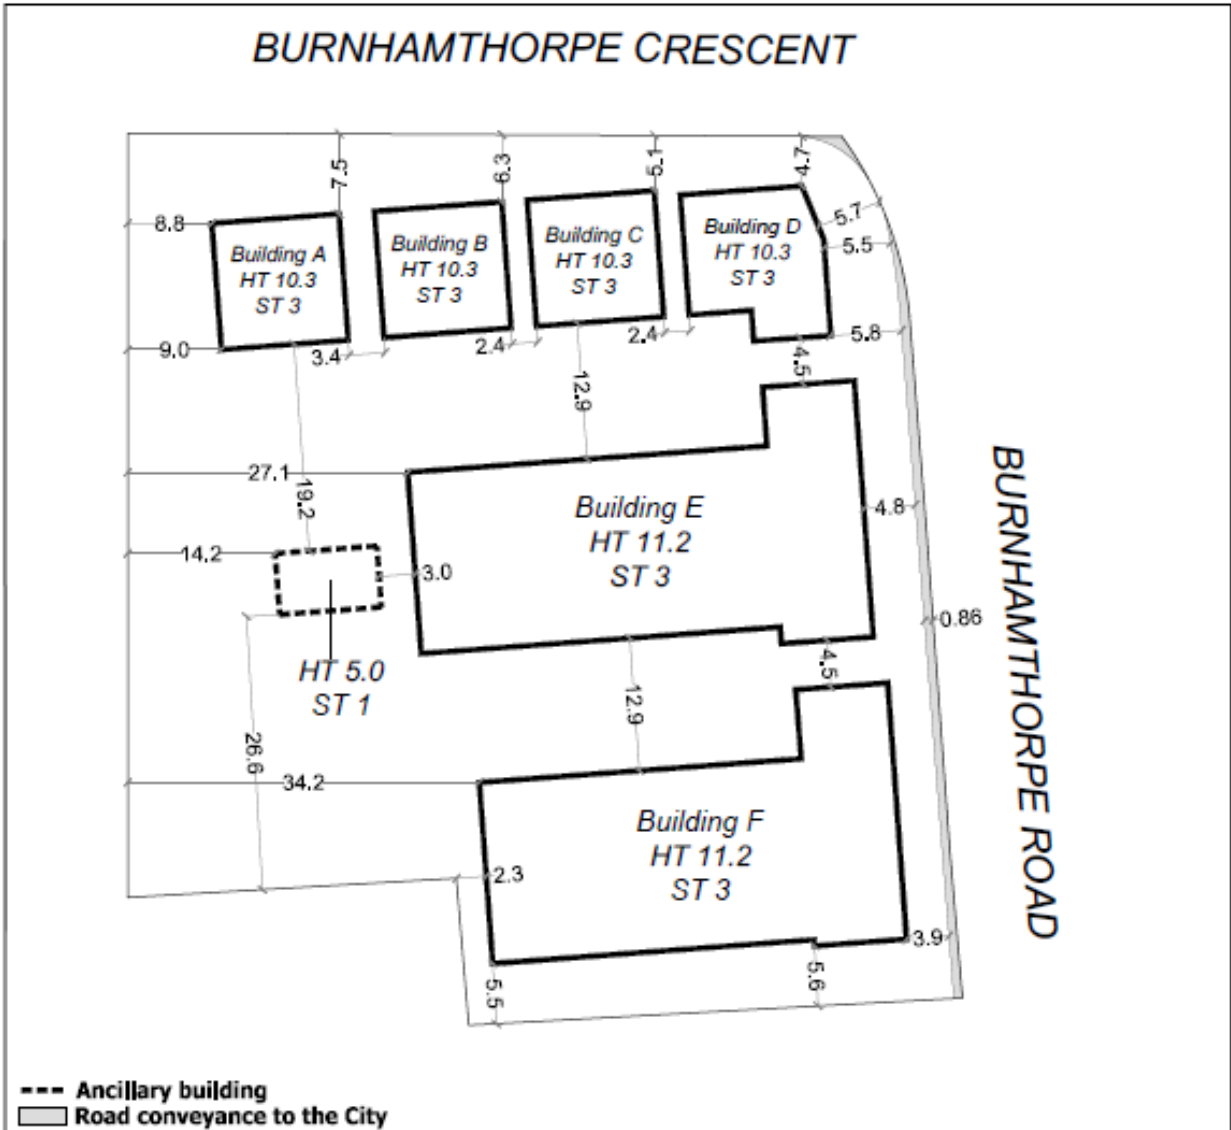 BURNHAMTHORPE CRESCENT
7.5
6.3
5.1
4.7
8.8
Building A
HT 10.3
ST 3
Building B
HT 10.3
ST 3
Building C
HT 10.3
ST 3
Building D
HT 10.3
ST 3
5.7
5.5
9.0
3.4
2.4
2.4
5.8
4.5
12.9
27.1
19.2
14.2
3.0
Building E
HT 11.2
ST 3
4.8
0.86
BURNHAMTHORPE ROAD
HT 5.0
ST 1
4.5
12.9
26.6
34.2
Building F
HT 11.2
ST 3
2.3
3.9
5.5
5.6
Ancillary building
Road conveyance to the City